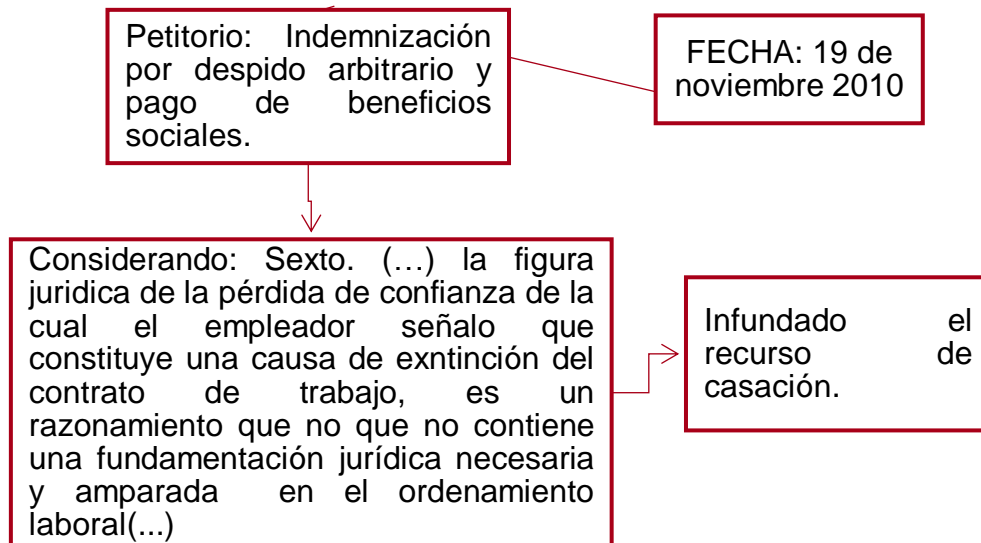 Petitorio: Indemnización
por despido arbitrario y
pago de beneficios
sociales.
FECHA: 19 de
noviembre 2010
Considerando: Sexto. (…) la figura
juridica de la pérdida de confianza de la
cual el empleador señalo que
constituye una causa de exntinción del
contrato de trabajo, es un
razonamiento que no que no contiene
una fundamentación jurídica necesaria
y amparada en el ordenamiento
laboral(...)
Infundado el
recurso de
casación.